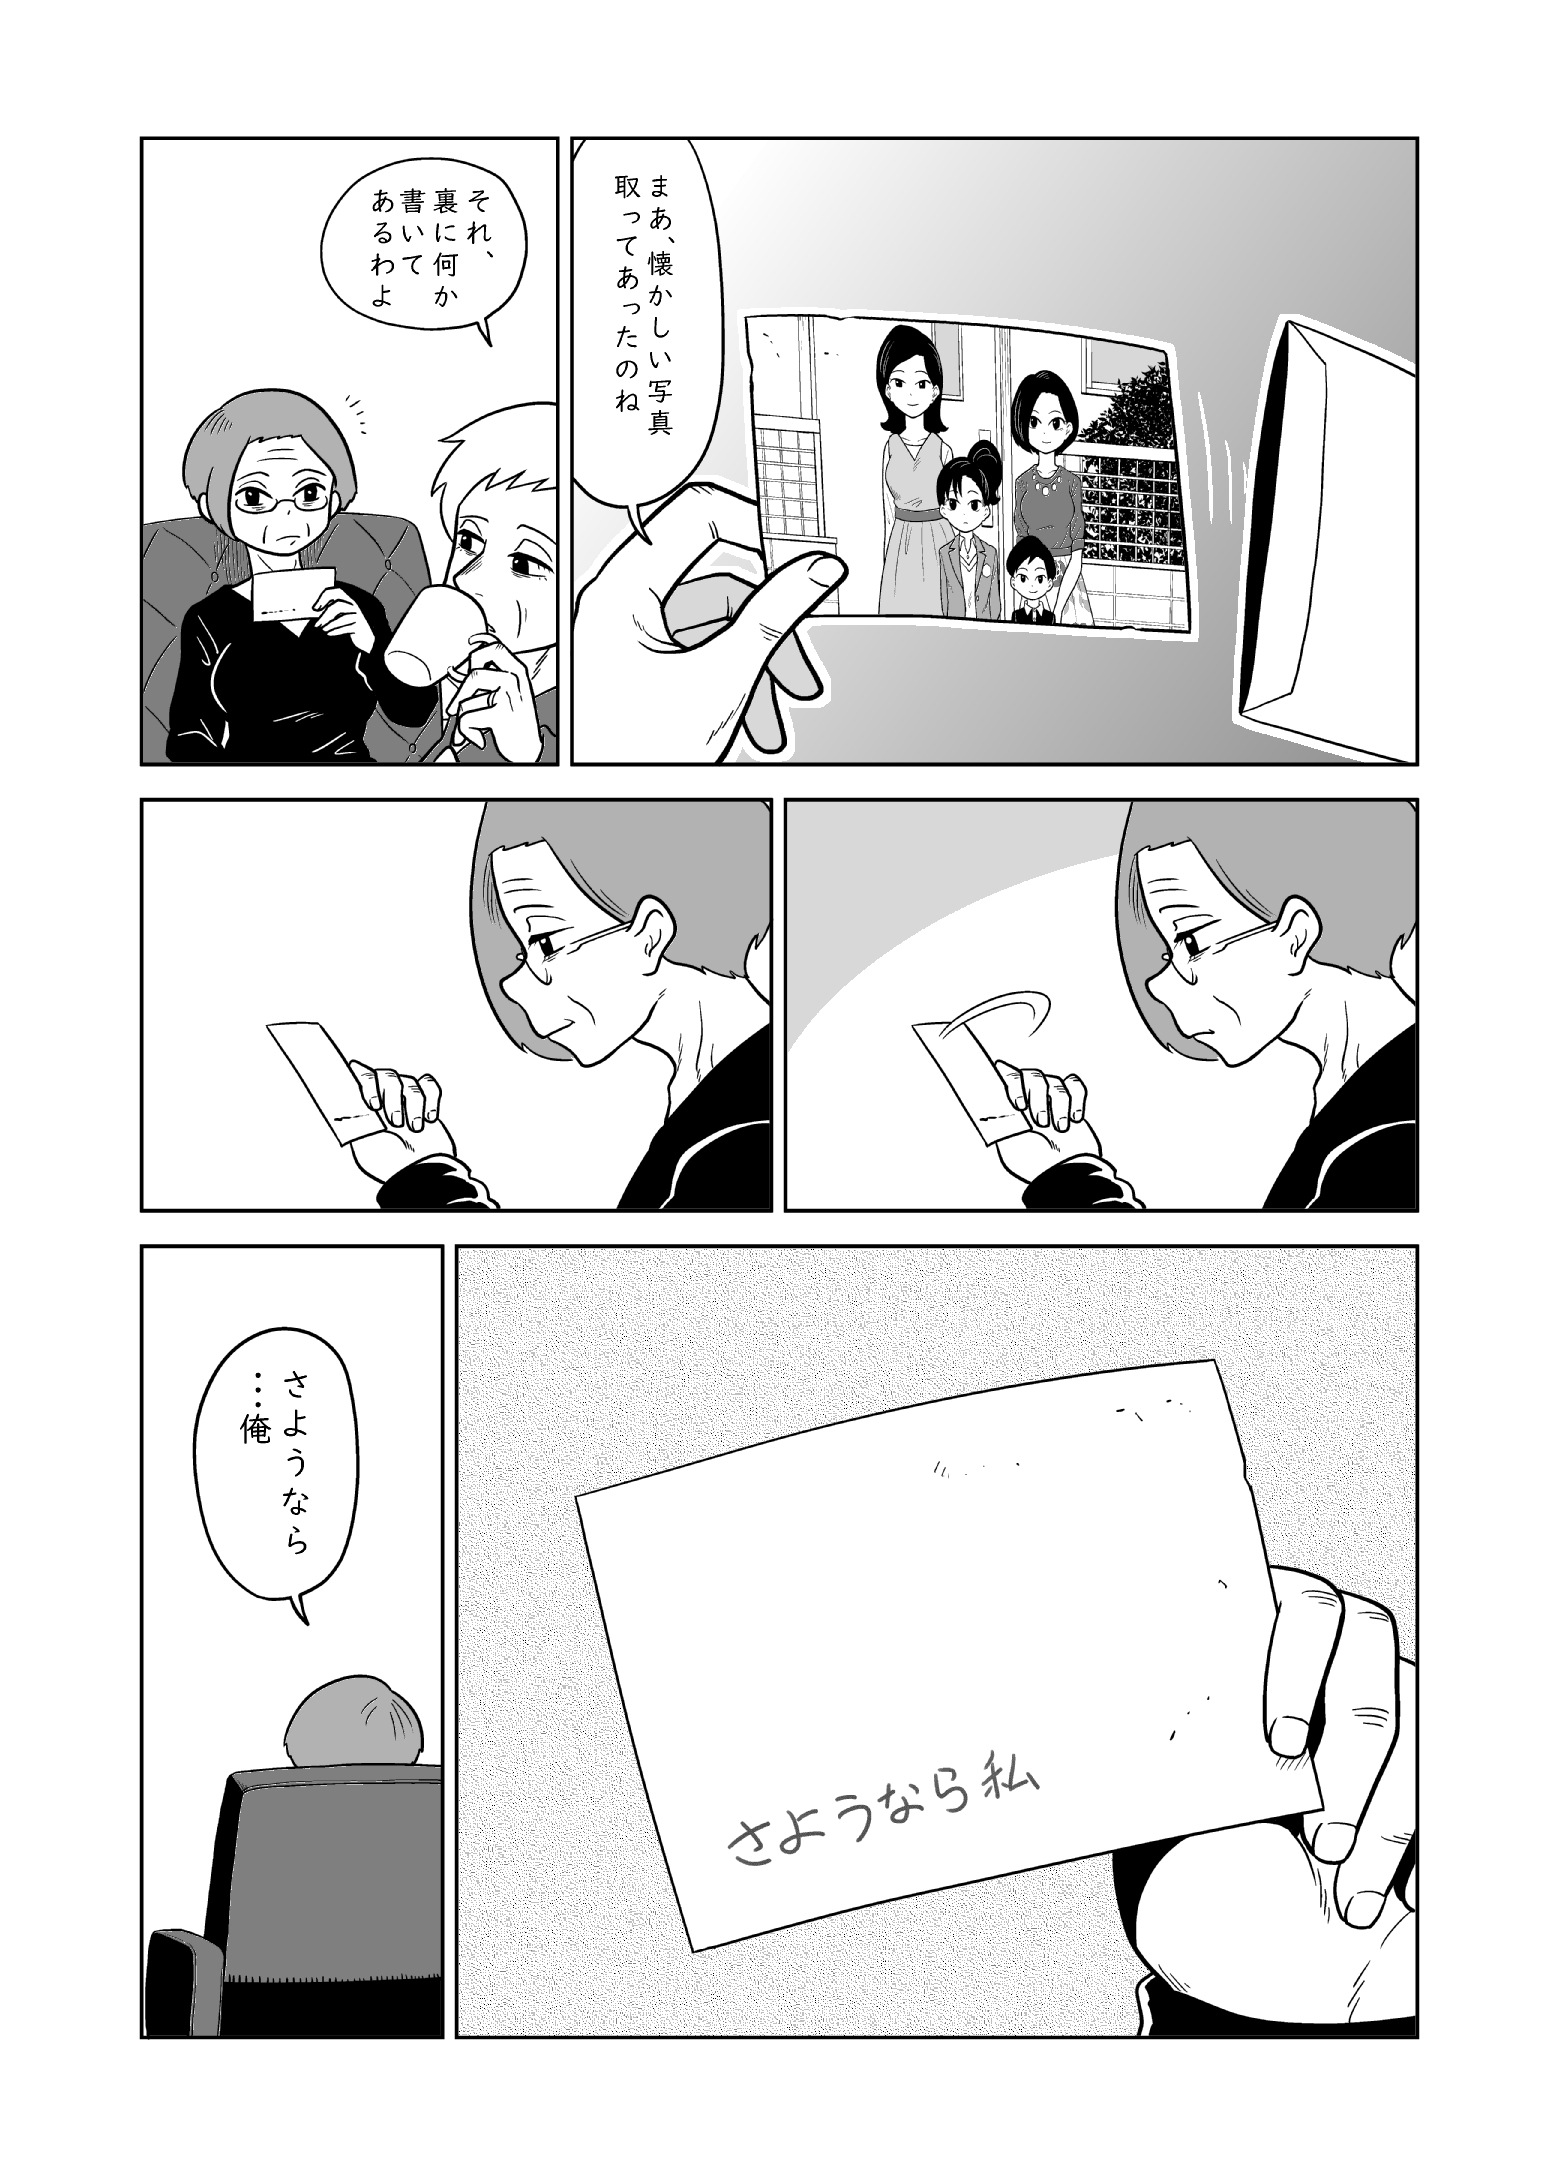 まあ、懐かしい写真
取ってあったのね
それ、
裏に何か
書いて
あるわよ
さようなら私
さようなら
…俺